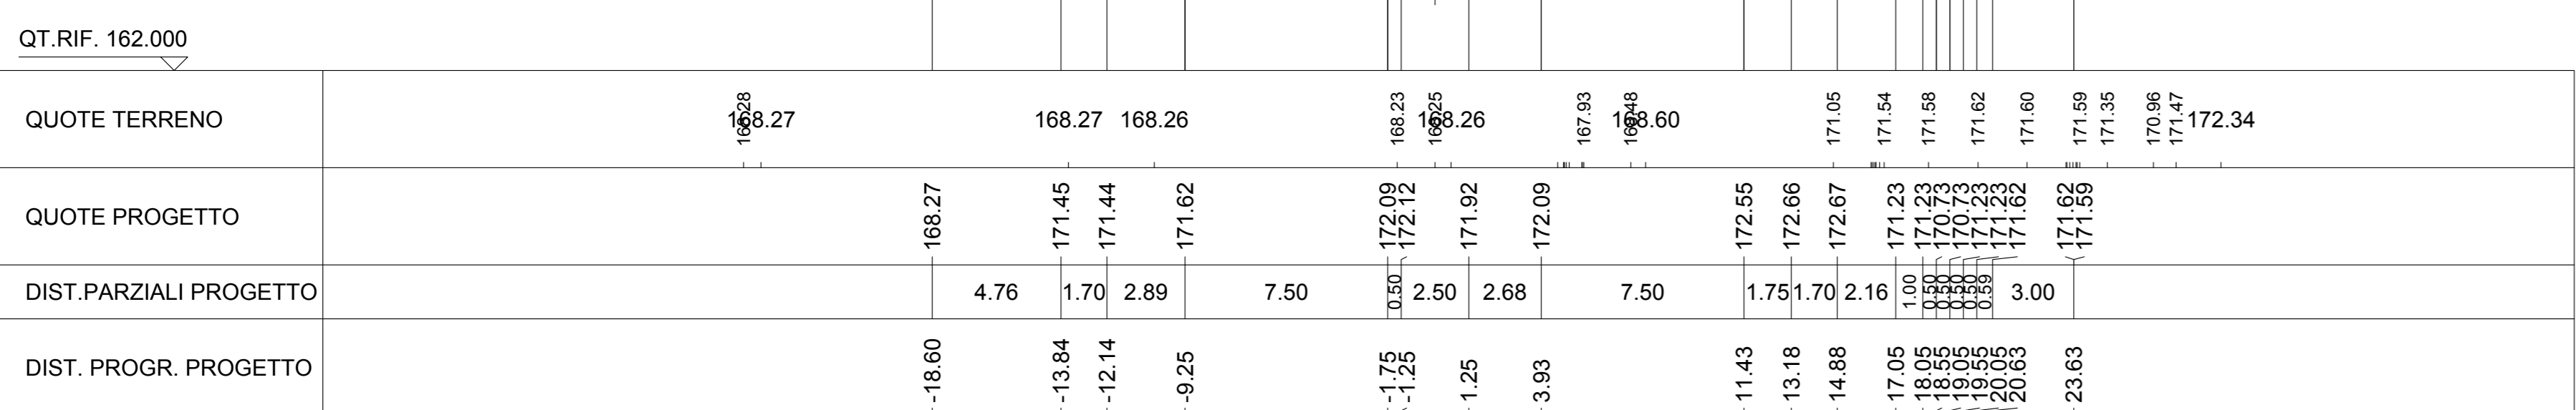 QT.RIF. 162.000
QUOTE TERRENO 168.28 168.27 168.27 168.26 168.23 168.25 168.26 167.93 168.48 168.60 171.05 171.54 171.58 171.62 171.60 171.59 171.35 170.96 171.47 172.34
QUOTE PROGETTO 168.27 171.45 171.44 171.62 172.09 172.12 171.92 172.09 172.55 172.66 172.67 171.23 171.23 170.73 170.73 171.23 171.23 171.62 171.62 171.59
DIST.PARZIALI PROGETTO 4.76 1.70 2.89 7.50 0.50 2.50 2.68 7.50 1.75 1.70 2.16 1.00 0.50 0.50 0.50 0.50 0.59 3.00
DIST. PROGR. PROGETTO -18.60 -13.84 -12.14 -9.25 -1.75 -1.25 1.25 3.93 11.43 13.18 14.88 17.05 18.05 18.55 19.05 19.55 20.05 20.63 23.63